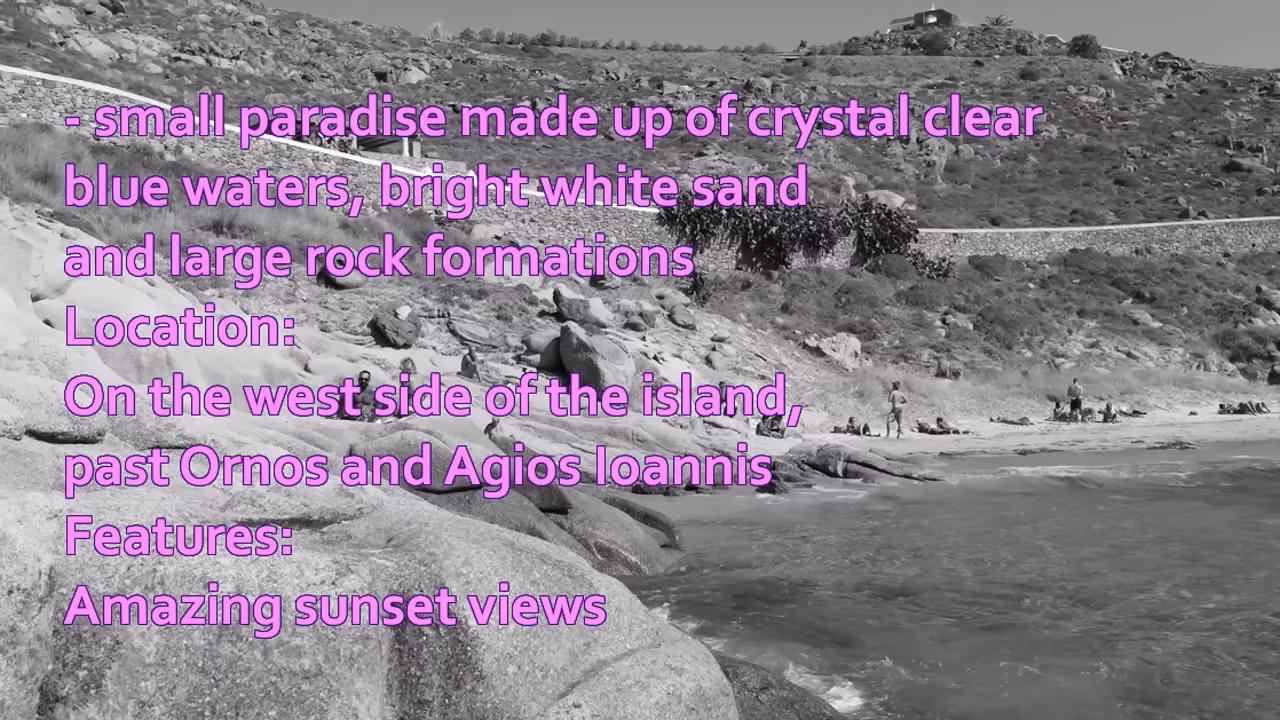 - small paradise made up of crystal clear
blue waters, bright white sand
and large rock formations
Location:
On the west side of the island,
past Ornos and Agios Ioannis
Features:
Amazing sunset views